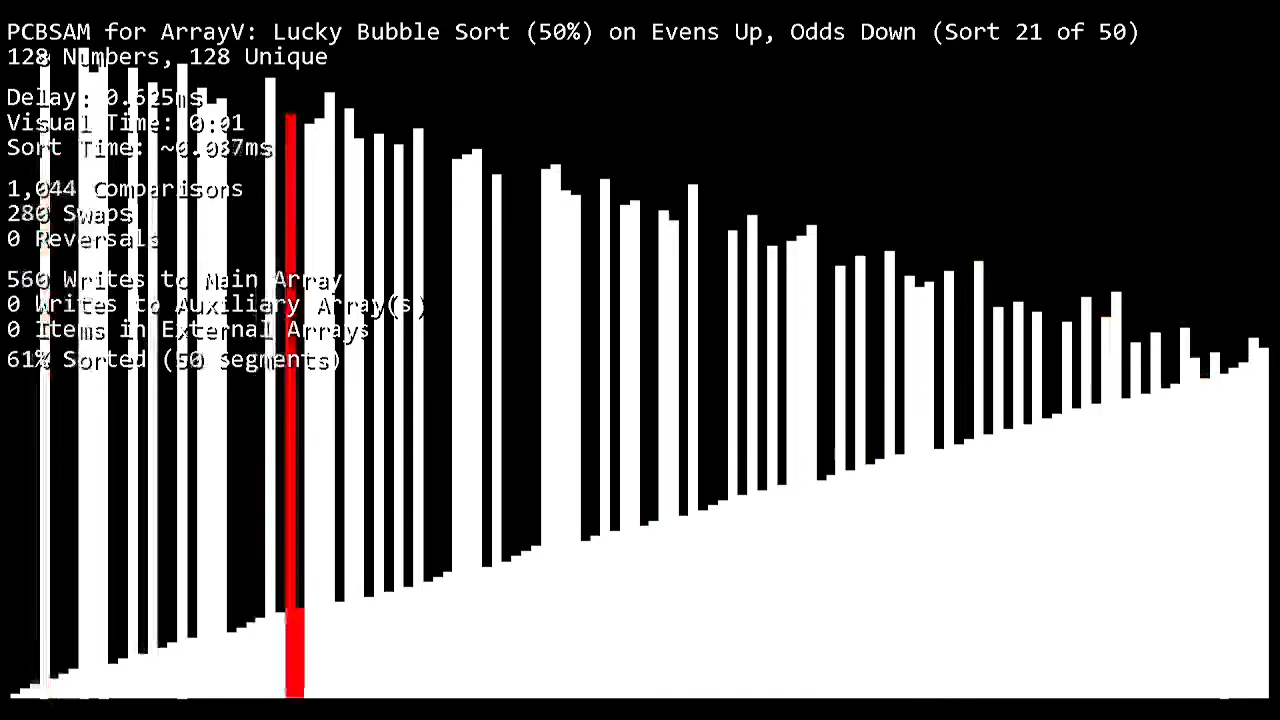 PCBSAM for ArrayV: Lucky Bubble Sort (50%) on Evens Up, Odds Down (Sort 21 of 50)
128 Numbers, 128 Unique
Delay: 0.625ms
Visual Time: 0:01
Sort Time: ~0.087ms
1,044 Comparisons
280 Swaps
0 Reversals
560 Writes to Main Array
0 Writes to Auxiliary Array(s)
0 Items in External Arrays
61% Sorted (50 segments)